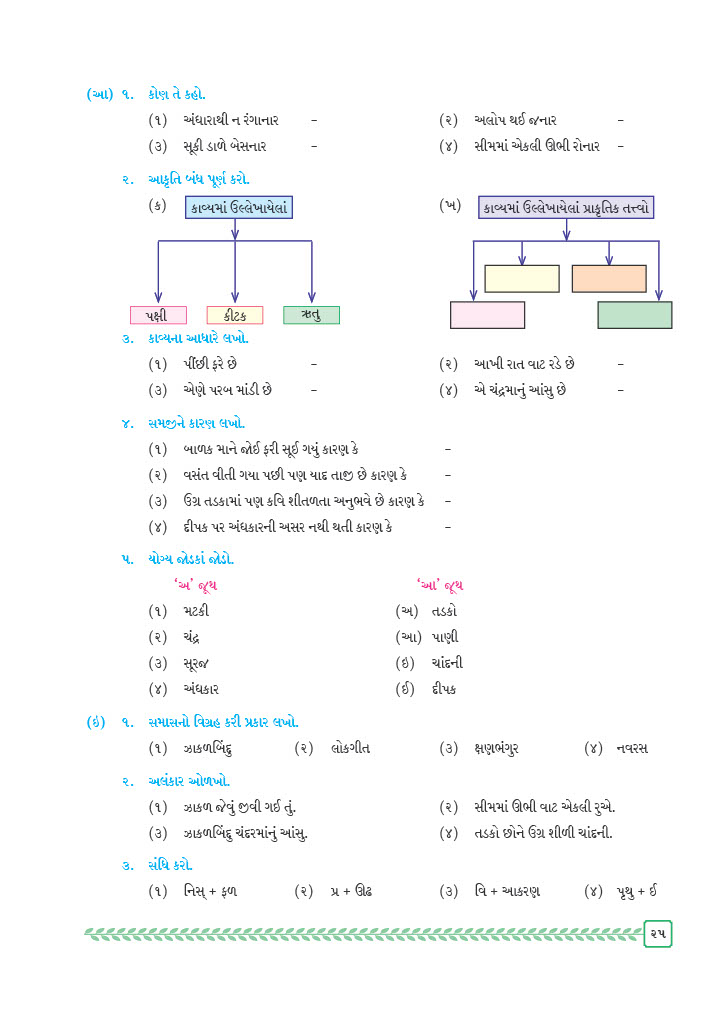 (આ) ૧. કોણ તે કહો.
(૧) અંધારાથી ન રંગાનાર – (૨) અલોપ થઈ જનાર –
(૩) સૂકી ડાળે બેસનાર – (૪) સીમમાં એકલી ઊભી રોનાર –
૨. આકૃતિ બંધ પૂર્ણ કરો.
(ક) કાવ્યમાં ઉલ્લેખાયેલાં (ખ) કાવ્યમાં ઉલ્લેખાયેલાં પ્રાકૃતિક તત્ત્વો
પક્ષી કીટક ઋતુ
૩. કાવ્યના આધારે લખો.
(૧) પીંછી ફરે છે – (૨) આખી રાત વાટ રડે છે –
(૩) એણે પરબ માંડી છે – (૪) એ ચંદ્રમાનું આંસુ છે –
૪. સમજીને કારણ લખો.
(૧) બાળક માને જોઈ ફરી સૂઈ ગયું કારણ કે –
(૨) વસંત વીતી ગયા પછી પણ યાદ તાજી છે કારણ કે –
(૩) ઉગ્ર તડકામાં પણ કવિ શીતળતા અનુભવે છે કારણ કે –
(૪) દીપક પર અંધકારની અસર નથી થતી કારણ કે –
૫. યોગ્ય જોડકાં જોડો.
‘અ’ જૂથ ‘આ’ જૂથ
(૧) મટકી (અ) તડકો
(૨) ચંદ્ર (આ) પાણી
(૩) સૂરજ (ઇ) ચાંદની
(૪) અંધકાર (ઈ) દીપક
(ઇ) ૧. સમાસનો વિગ્રહ કરી પ્રકાર લખો.
(૧) ઝાકળબિંદુ (૨) લોકગીત (૩) ક્ષણભંગુર (૪) નવરસ
૨. અલંકાર ઓળખો.
(૧) ઝાકળ જેવું જીવી ગઈ તું. (૨) સીમમાં ઊભી વાટ એકલી રુએ.
(૩) ઝાકળબિંદુ ચંદરમાંનું આંસુ. (૪) તડકો છોને ઉગ્ર શીળી ચાંદની.
૩. સંધિ કરો.
(૧) નિસ્ + ફળ (૨) પ્ર + ઊઢ (૩) વિ + આકરણ (૪) પૃથુ + ઈ
૨૫